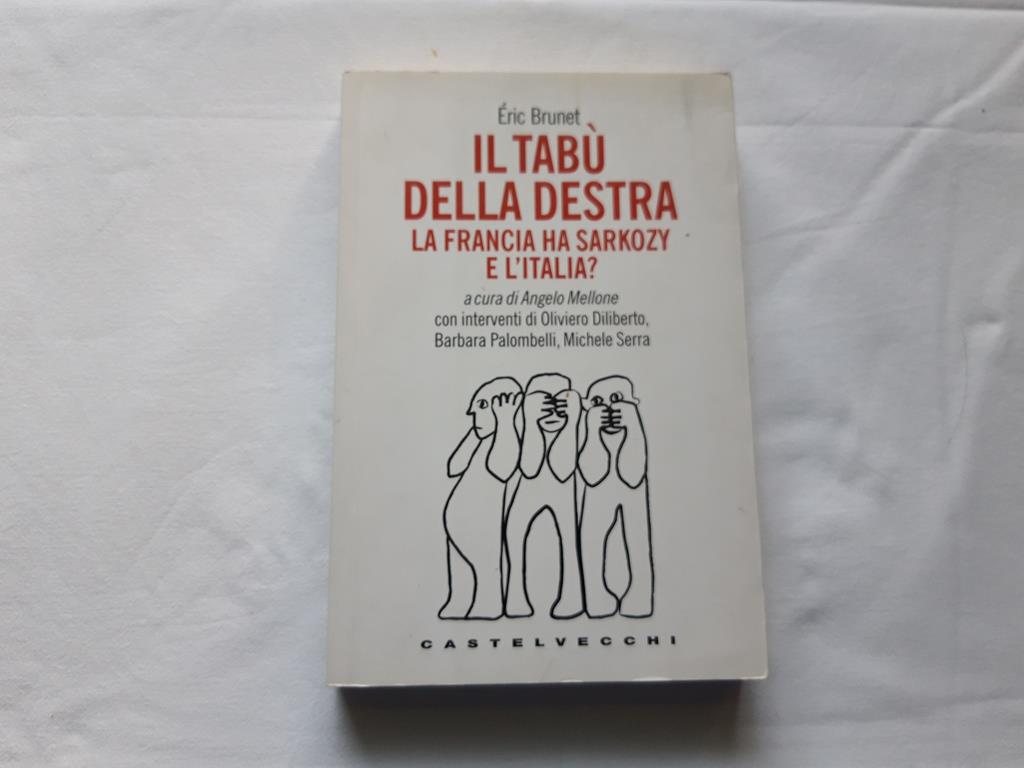 Éric Brunet
IL TABÙ
DELLA DESTRA
LA FRANCIA HA SARKOZY
E L'ITALIA?
a cura di Angelo Mellone
con interventi di Oliviero Diliberto,
Barbara Palombelli, Michele Serra
CASTELVECCHI